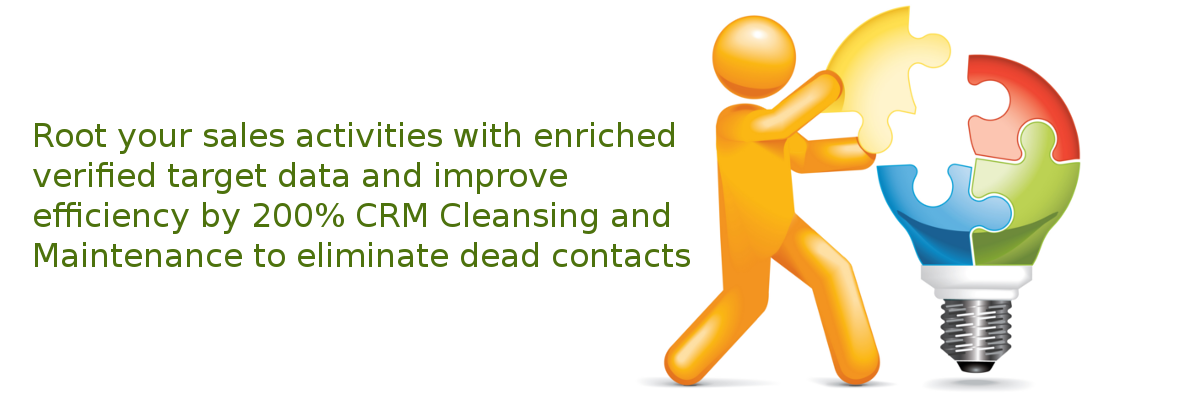 Root your sales activities with enriched
verified target data and improve
efficiency by 200% CRM Cleansing and
Maintenance to eliminate dead contacts